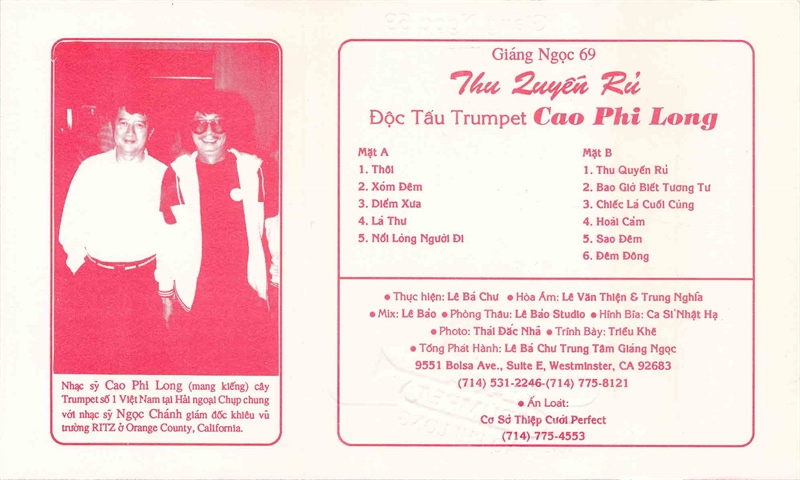 Nhạc sỹ Cao Phi Long (mang kiếng) cây
Trumpet số 1 Việt Nam tại Hải ngoại Chụp chung
với nhạc sỹ Ngọc Chánh giám đốc khiêu vũ
trường RITZ ở Orange County, California.
Giáng Ngọc 69
Thu Quyến Rủ
Độc Tấu Trumpet Cao Phi Long
Mặt A
1. Thôi
2. Xóm Đêm
3. Diễm Xưa
4. Lá Thư
5. Nổi Lòng Người Đi
Mặt B
1. Thu Quyến Rủ
2. Bao Giờ Biết Tương Tư
3. Chiếc Lá Cuối Cùng
4. Hoài Cảm
5. Sao Đêm
6. Đêm Đông
● Thực hiện: Lê Bá Chư ● Hòa Âm: Lê Văn Thiện & Trung Nghĩa
● Mix: Lê Bảo ● Phòng Thâu: Lê Bảo Studio ● Hình Bìa: Ca Sĩ Nhật Hạ
● Photo: Thái Đắc Nhã ● Trình Bày: Triều Khê
● Tổng Phát Hành: Lê Bá Chư Trung Tâm Giáng Ngọc
9551 Bolsa Ave., Suite E, Westminster, CA 92683
(714) 531-2246-(714) 775-8121
● Ấn Loát:
Cơ Sở Thiệp Cưới Perfect
(714) 775-4553